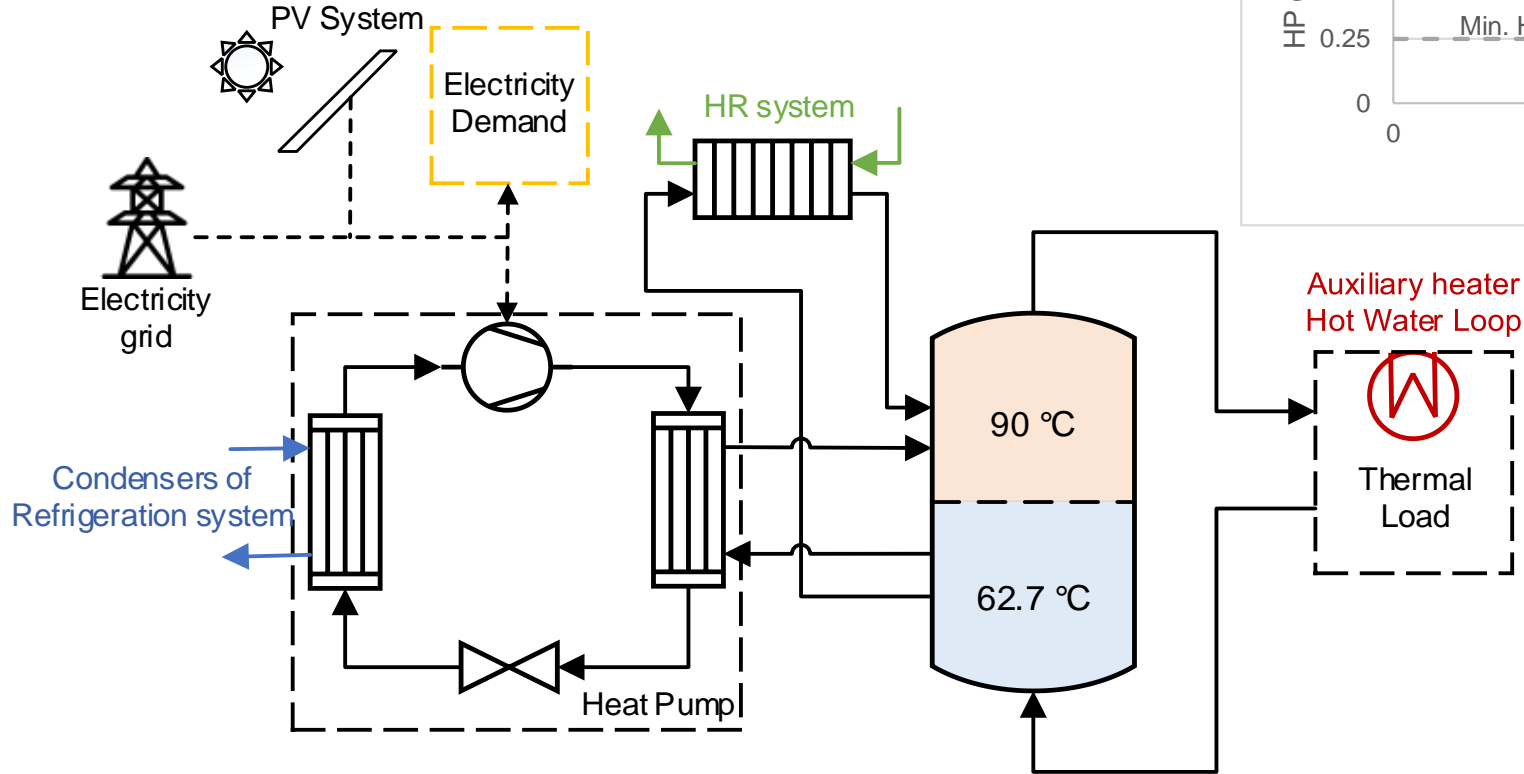 PV System
Electricity
Demand
HR system
HP
0.25
Min.
0
0
Electricity
grid
Auxiliary heater
Hot Water Loop
90 °C
Condensers of
Refrigeration system
Thermal
Load
62.7 °C
Heat Pump